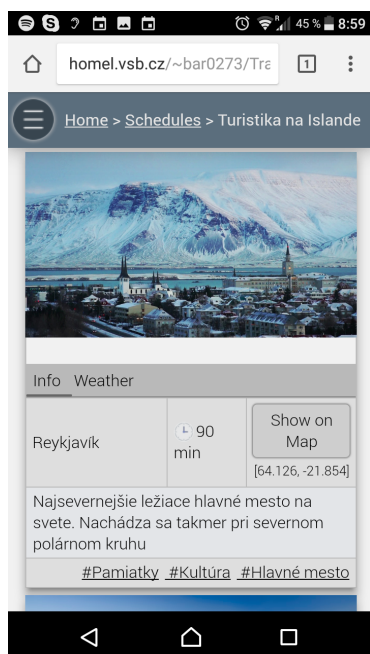 45 % 8:59
homel.vsb.cz/~bar0273/Tra
1
Home > Schedules > Turistika na Islande
Info Weather
Reykjavík
90
min
Show on
Map
[64.126, -21.854]
Najsevernejšie ležiace hlavné mesto na
svete. Nachádza sa takmer pri severnom
polárnom kruhu
#Pamiatky #Kultúra #Hlavné mesto